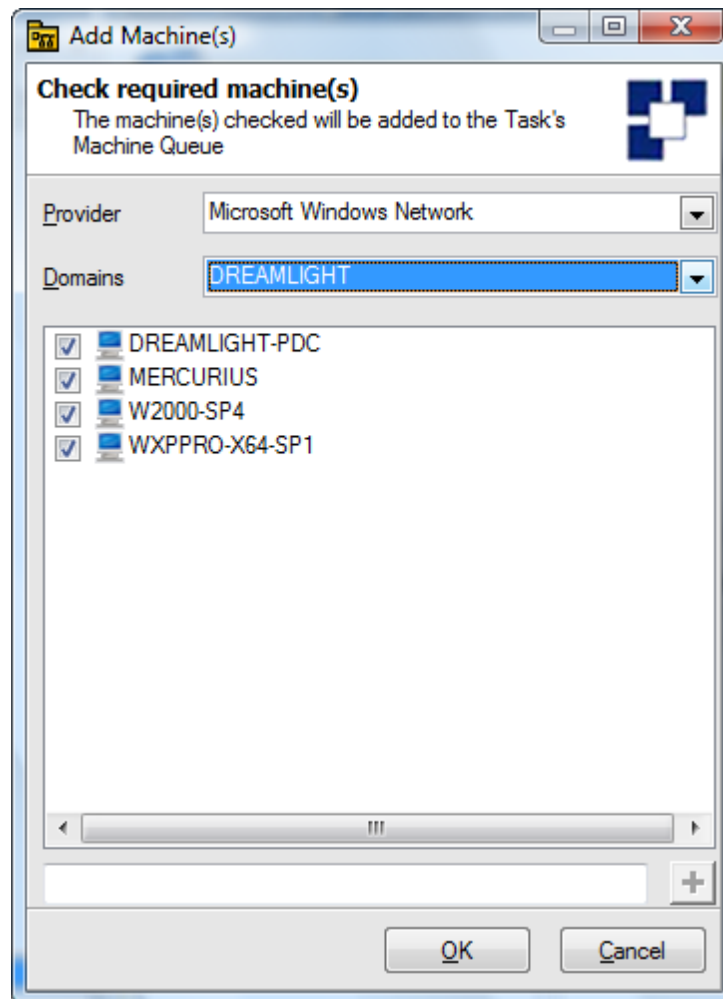 Add Machine(s)
Check required machine(s)
The machine(s) checked will be added to the Task's
Machine Queue
Provider
Microsoft Windows Network
Domains
DREAMLIGHT
DREAMLIGHT-PDC
MERCURIUS
W2000-SP4
WXPPRO-X64-SP1
OK
Cancel